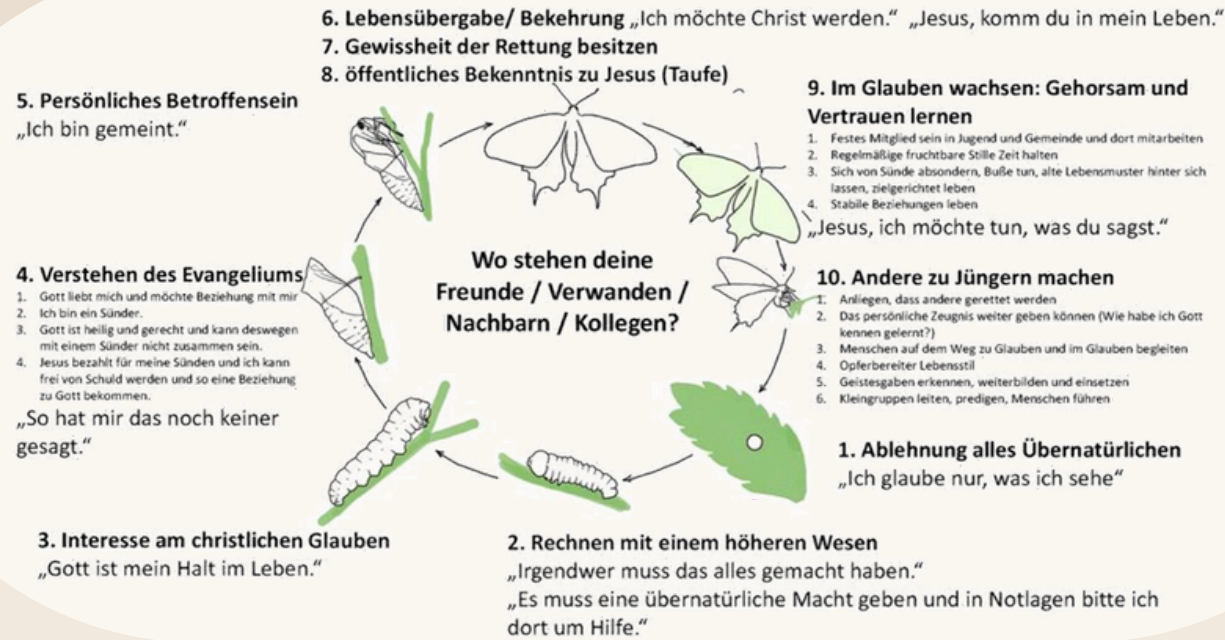 6. Lebensübergabe/ Bekehrung „Ich möchte Christ werden.“ „Jesus, komm du in mein Leben.“
7. Gewissheit der Rettung besitzen
8. öffentliches Bekenntnis zu Jesus (Taufe)
5. Persönliches Betroffensein
„Ich bin gemeint.“
9. Im Glauben wachsen: Gehorsam und
Vertrauen lernen
1. Festes Mitglied sein in Jugend und Gemeinde und dort mitarbeiten
2. Regelmäßige fruchtbare Stille Zeit halten
3. Sich von Sünde absondern, Buße tun, alte Lebensmuster hinter sich
lassen, zielgerichtet leben
4. Stabile Beziehungen leben
„Jesus, ich möchte tun, was du sagst.“
Wo stehen deine
Freunde / Verwanden /
Nachbarn / Kollegen?
4. Verstehen des Evangeliums
1. Gott liebt mich und möchte Beziehung mit mir
2. Ich bin ein Sünder.
3. Gott ist heilig und gerecht und kann deswegen
mit einem Sünder nicht zusammen sein.
4. Jesus bezahlt für meine Sünden und ich kann
frei von Schuld werden und so eine Beziehung
zu Gott bekommen.
„So hat mir das noch keiner
gesagt.“
10. Andere zu Jüngern machen
1. Anliegen, dass andere gerettet werden
2. Das persönliche Zeugnis weiter geben können (Wie habe ich Gott
kennen gelernt?)
3. Menschen auf dem Weg zu Glauben und im Glauben begleiten
4. Opferbereiter Lebensstil
5. Geistesgaben erkennen, weiterbilden und einsetzen
6. Kleingruppen leiten, predigen, Menschen führen
1. Ablehnung alles Übernatürlichen
„Ich glaube nur, was ich sehe“
3. Interesse am christlichen Glauben
„Gott ist mein Halt im Leben.“
2. Rechnen mit einem höheren Wesen
„Irgendwer muss das alles gemacht haben.“
„Es muss eine übernatürliche Macht geben und in Notlagen bitte ich
dort um Hilfe.“